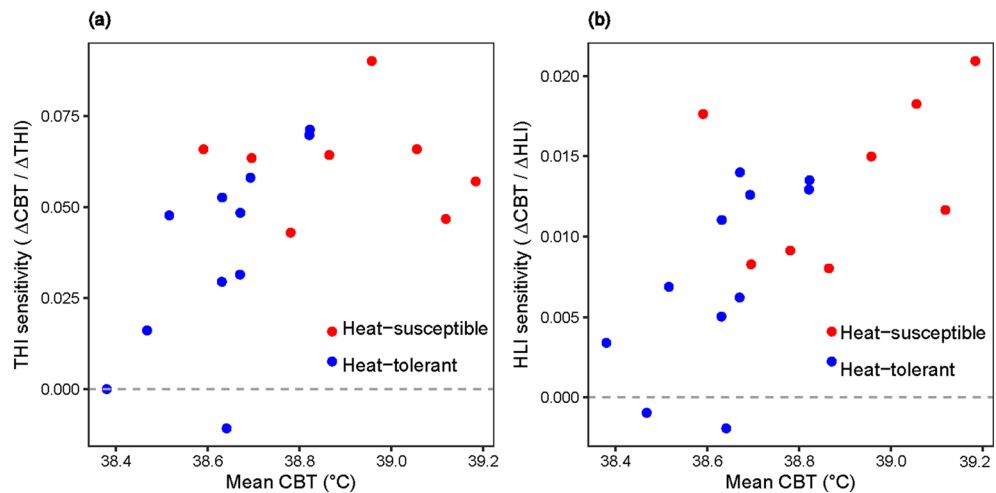 (a)
THI sensitivity ( ΔCBT / ΔTHI)
0.075
0.050
0.025
0.000
Heat−susceptible
Heat−tolerant
38.4 38.6 38.8 39.0 39.2
Mean CBT (°C)
(b)
HLI sensitivity ( ΔCBT / ΔHLI)
0.020
0.015
0.010
0.005
0.000
Heat−susceptible
Heat−tolerant
38.4 38.6 38.8 39.0 39.2
Mean CBT (°C)